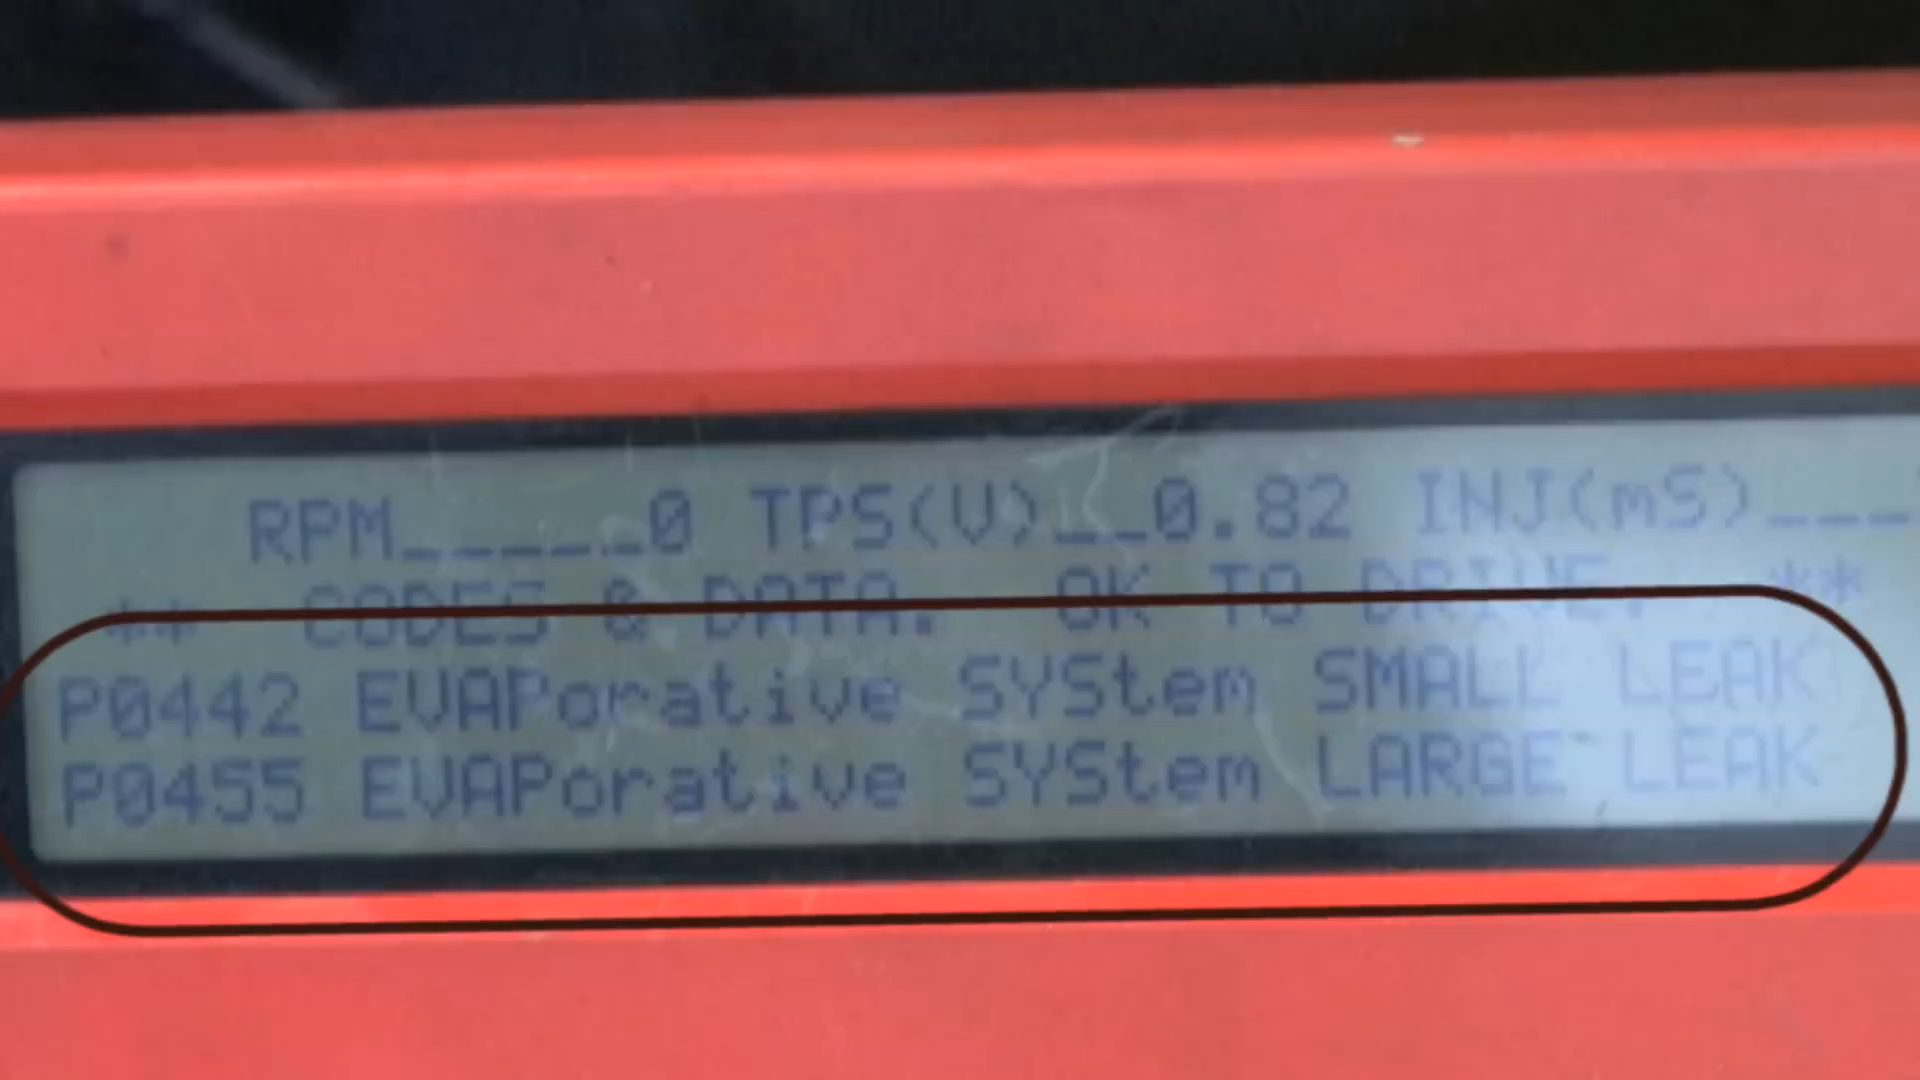 RPM_____0 TPS(V)__0.82 INJ(mS)___
** CODES & DATA. OK TO DRIVE. **
P0442 EVAPorative SYStem SMALL LEAK
P0455 EVAPorative SYStem LARGE LEAK